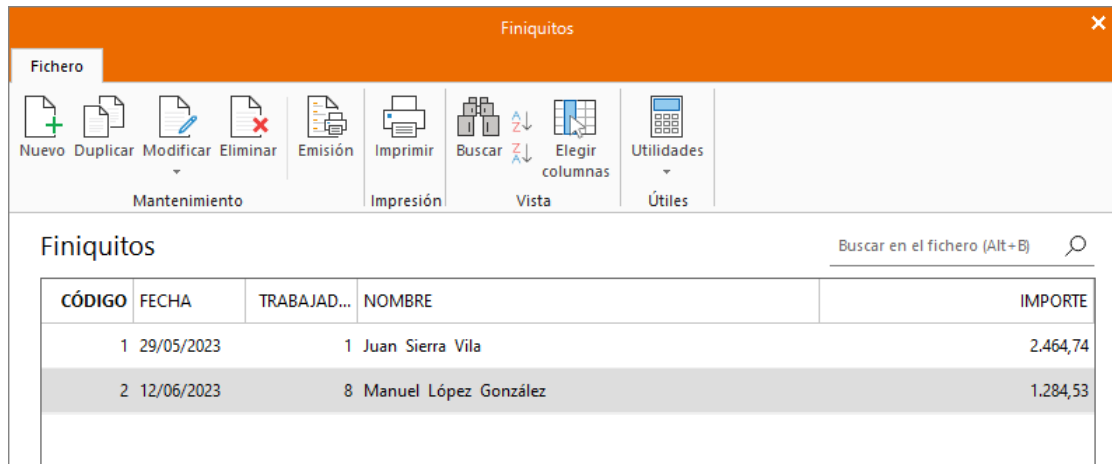 Finiquitos
Fichero
Nuevo Duplicar Modificar Eliminar Emisión Imprimir Buscar Elegir columnas Utilidades
Mantenimiento Impresión Vista Útiles
Finiquitos Buscar en el fichero (Alt+B)
CÓDIGO FECHA TRABAJAD... NOMBRE IMPORTE
1 29/05/2023 1 Juan Sierra Vila 2.464,74
2 12/06/2023 8 Manuel López González 1.284,53